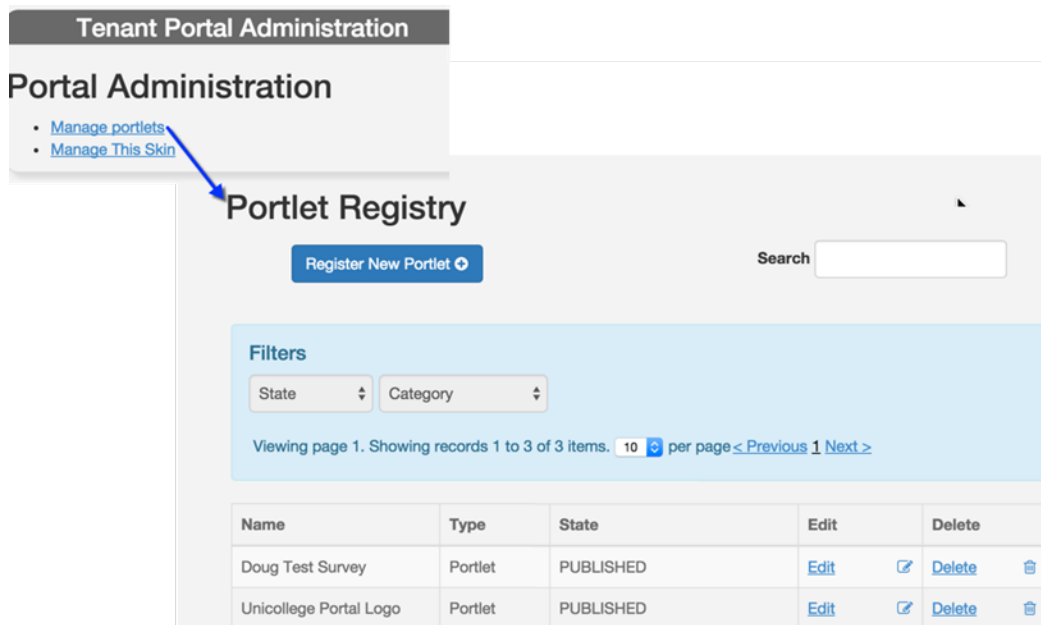 Tenant Portal Administration
Portal Administration
• Manage portlets
• Manage This Skin
Portlet Registry
Register New Portlet
Search
Filters
State Category
Viewing page 1. Showing records 1 to 3 of 3 items. 10 per page < Previous 1 Next >
Name Type State Edit Delete
Doug Test Survey Portlet PUBLISHED Edit Delete
Unicollege Portal Logo Portlet PUBLISHED Edit Delete